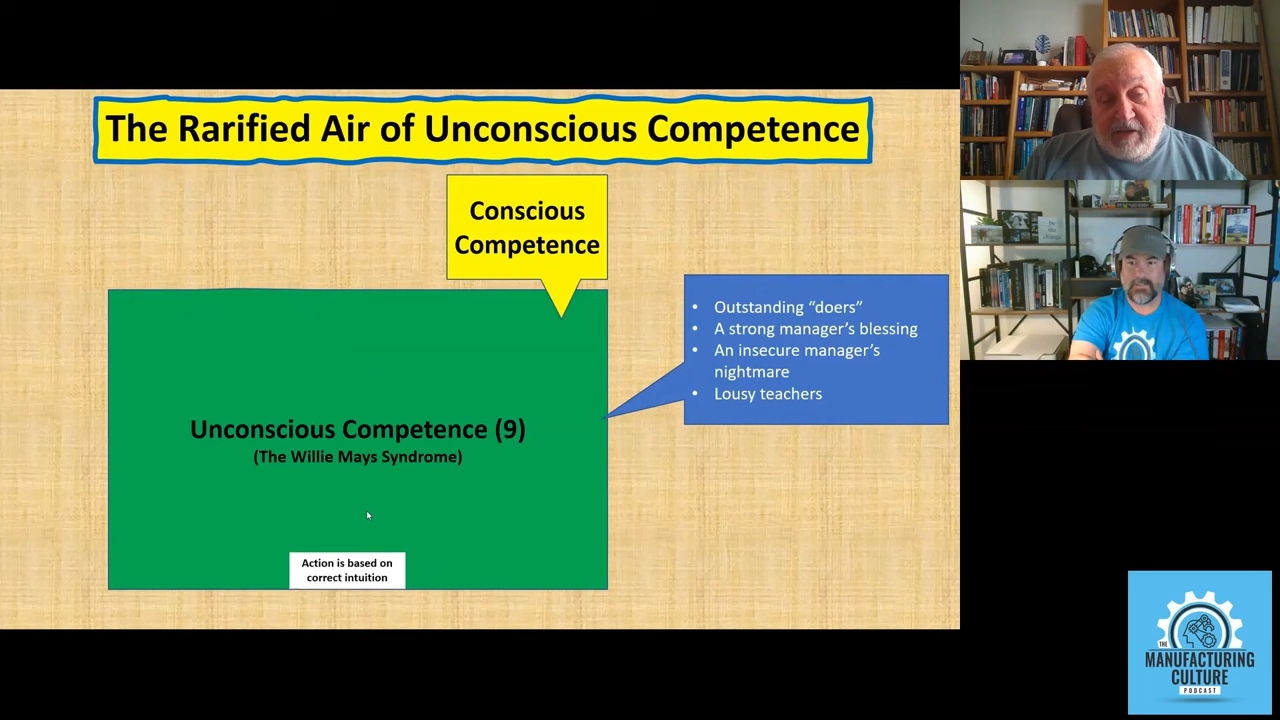 The Rarified Air of Unconscious Competence
Conscious
Competence
• Outstanding “doers”
• A strong manager’s blessing
• An insecure manager’s
nightmare
• Lousy teachers
Unconscious Competence (9)
(The Willie Mays Syndrome)
Action is based on
correct intuition
THE
MANUFACTURING
CULTURE
PODCAST